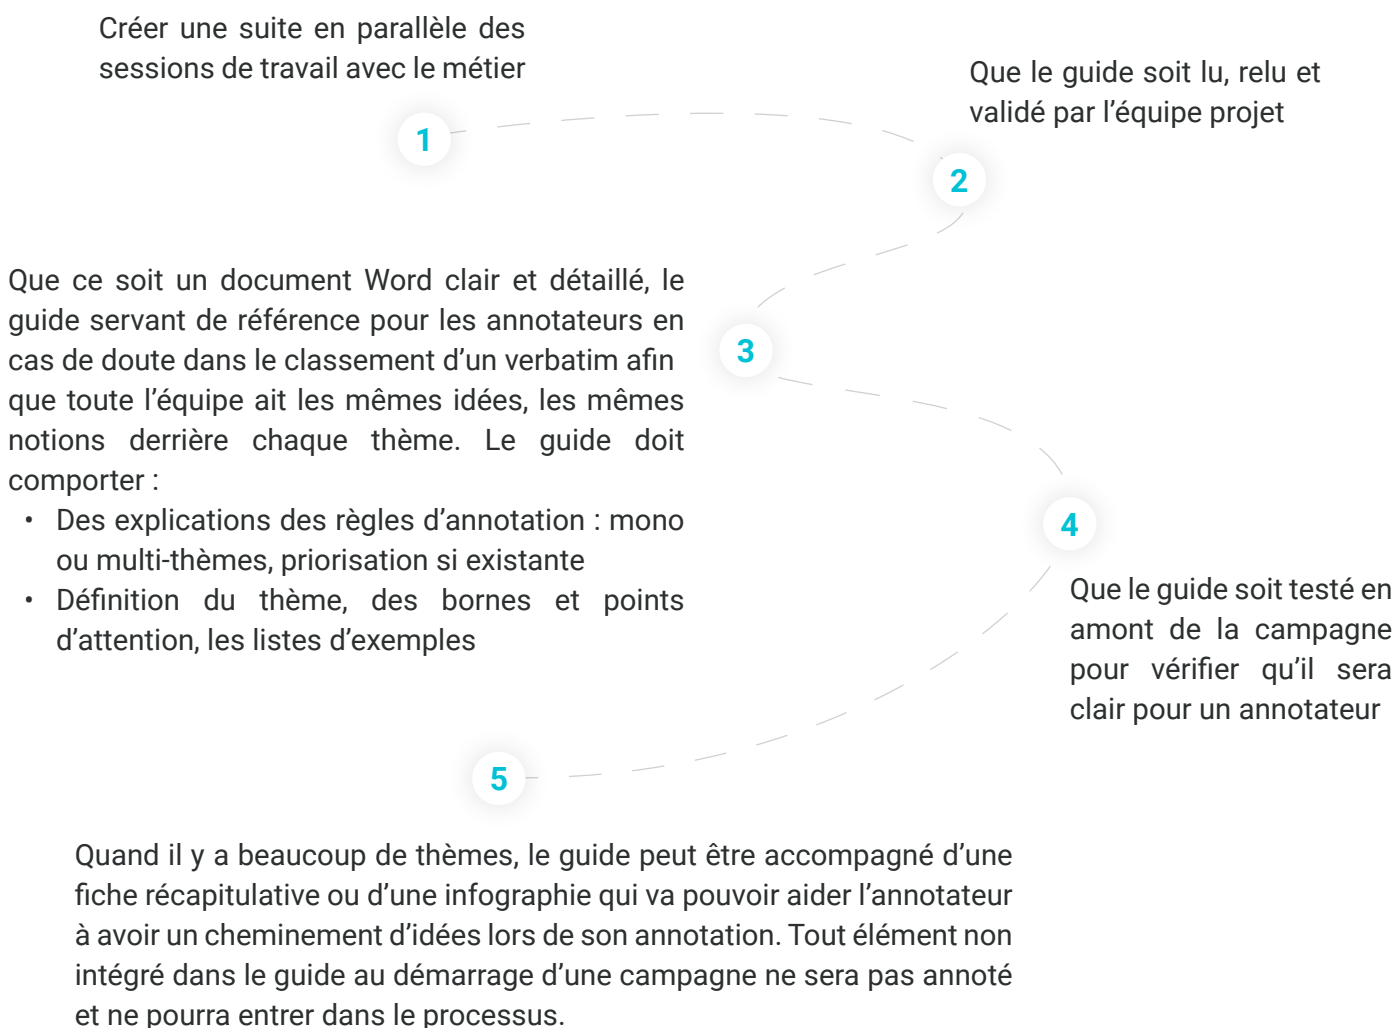 Créer une suite en parallèle des
sessions de travail avec le métier
1
Que le guide soit lu, relu et
validé par l’équipe projet
2
Que ce soit un document Word clair et détaillé, le
guide servant de référence pour les annotateurs en
cas de doute dans le classement d’un verbatim afin
que toute l’équipe ait les mêmes idées, les mêmes
notions derrière chaque thème. Le guide doit
comporter :
• Des explications des règles d’annotation : mono
ou multi-thèmes, priorisation si existante
• Définition du thème, des bornes et points
d’attention, les listes d’exemples
3
4
Que le guide soit testé en
amont de la campagne
pour vérifier qu’il sera
clair pour un annotateur
5
Quand il y a beaucoup de thèmes, le guide peut être accompagné d’une
fiche récapitulative ou d’une infographie qui va pouvoir aider l’annotateur
à avoir un cheminement d’idées lors de son annotation. Tout élément non
intégré dans le guide au démarrage d’une campagne ne sera pas annoté
et ne pourra entrer dans le processus.